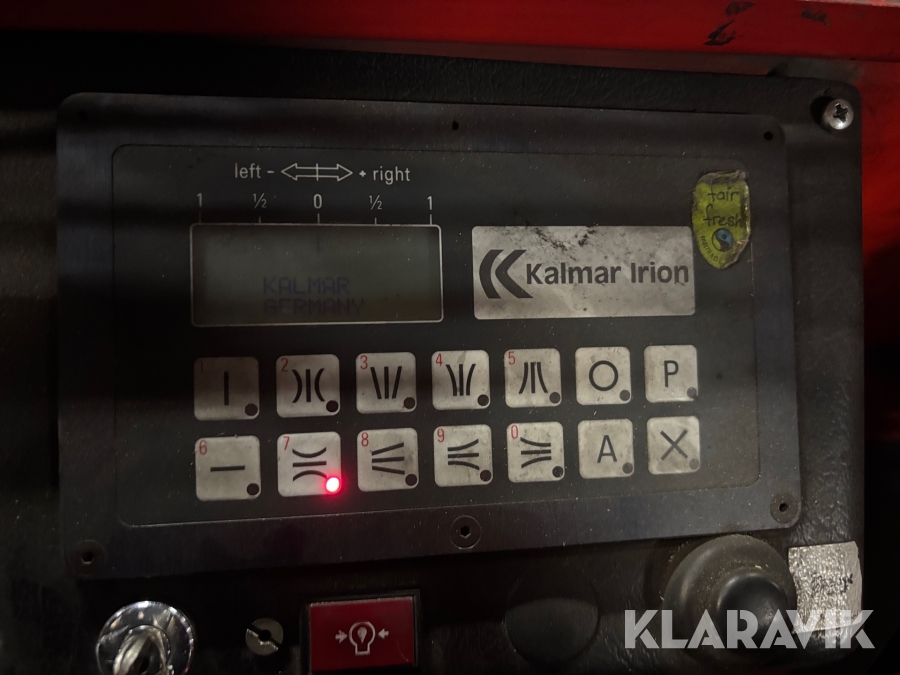 left - + right
1 ½ 0 ½ 1
KALMAR
GERMANY
Kalmar Irion
fair
fresh
1 2 3 4 5 O P
6 7 8 9 0 A X
KLARAVIK